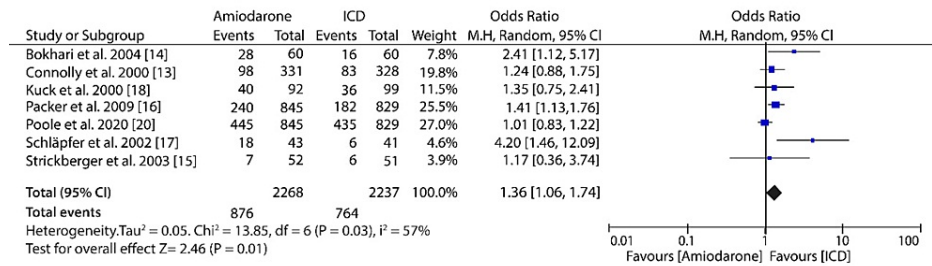 Amiodarone ICD Odds Ratio Odds Ratio
Study or Subgroup Events Total Events Total Weight M.H, Random, 95% CI M.H, Random, 95% CI
Bokhari et al. 2004 [14] 28 60 16 60 7.8% 2.41 [1.12, 5.17]
Connolly et al. 2000 [13] 98 331 83 328 19.8% 1.24 [0.88, 1.75]
Kuck et al. 2000 [18] 40 92 36 99 11.5% 1.35 [0.75, 2.41]
Packer et al. 2009 [16] 240 845 182 829 25.5% 1.41 [1.13,1.76]
Poole et al. 2020 [20] 445 845 435 829 27.0% 1.01 [0.83, 1.22]
Schläpfer et al. 2002 [17] 18 43 6 41 4.6% 4.20 [1.46, 12.09]
Strickberger et al. 2003 [15] 7 52 6 51 3.9% 1.17 [0.36, 3.74]
Total (95% CI) 2268 2237 100.0% 1.36 [1.06, 1.74]
Total events 876 764
Heterogeneity.Tau² = 0.05. Chi² = 13.85, df = 6 (P = 0.03), i² = 57%
Test for overall effect Z= 2.46 (P = 0.01)
0.01 0.1 1 10 100
Favours [Amiodarone] Favours [ICD]